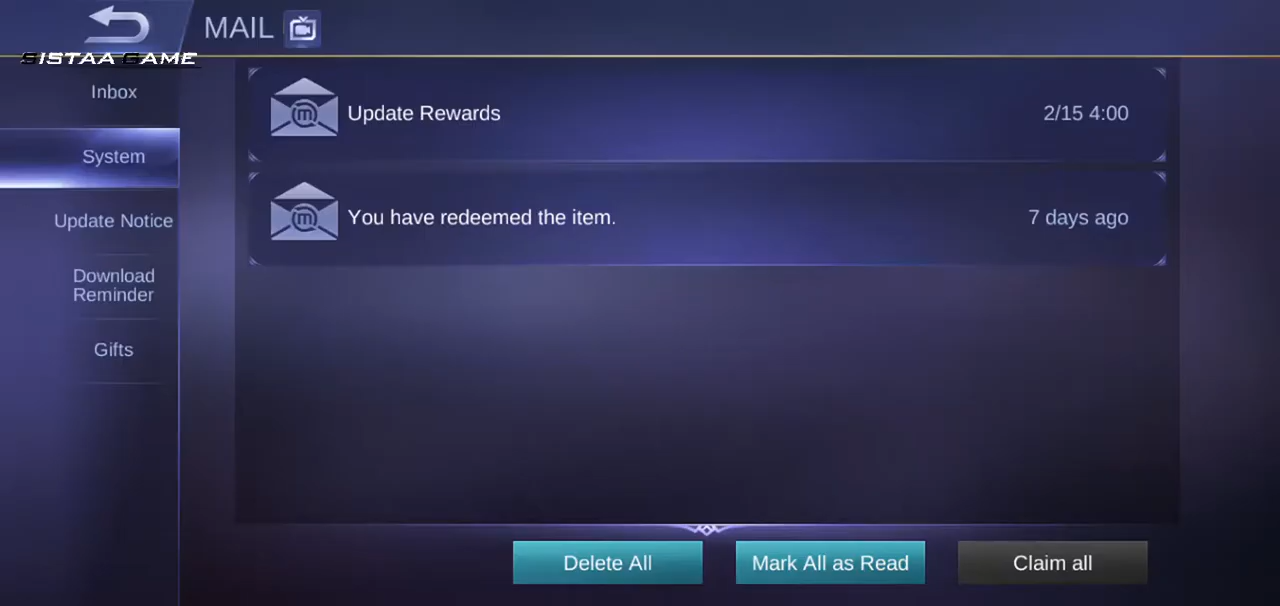 MAIL
SISTAA GAME
Inbox
System
Update Notice
Download
Reminder
Gifts
Update Rewards
2/15 4:00
You have redeemed the item.
7 days ago
Delete All
Mark All as Read
Claim all